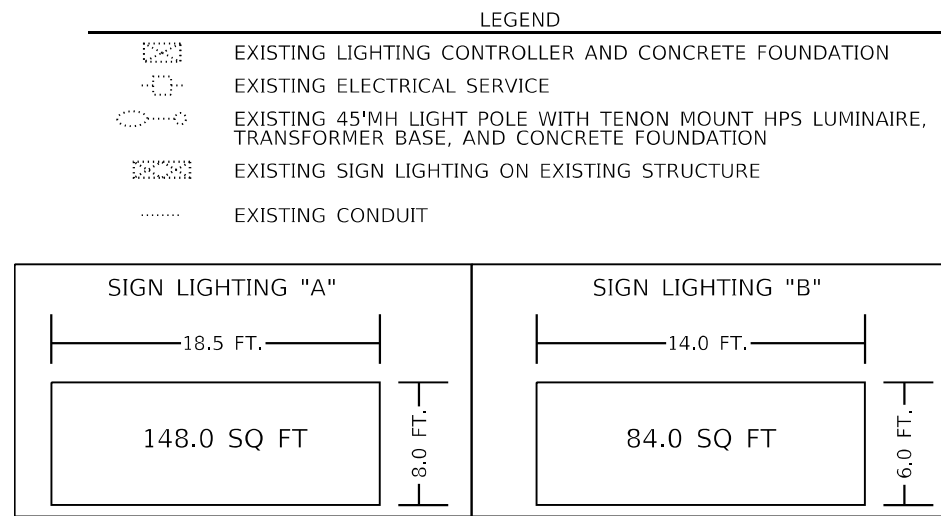 LEGEND
EXISTING LIGHTING CONTROLLER AND CONCRETE FOUNDATION
EXISTING ELECTRICAL SERVICE
EXISTING 45'MH LIGHT POLE WITH TENON MOUNT HPS LUMINAIRE,
TRANSFORMER BASE, AND CONCRETE FOUNDATION
EXISTING SIGN LIGHTING ON EXISTING STRUCTURE
EXISTING CONDUIT
SIGN LIGHTING "A"
18.5 FT.
148.0 SQ FT
8.0 FT.
SIGN LIGHTING "B"
14.0 FT.
84.0 SQ FT
6.0 FT.